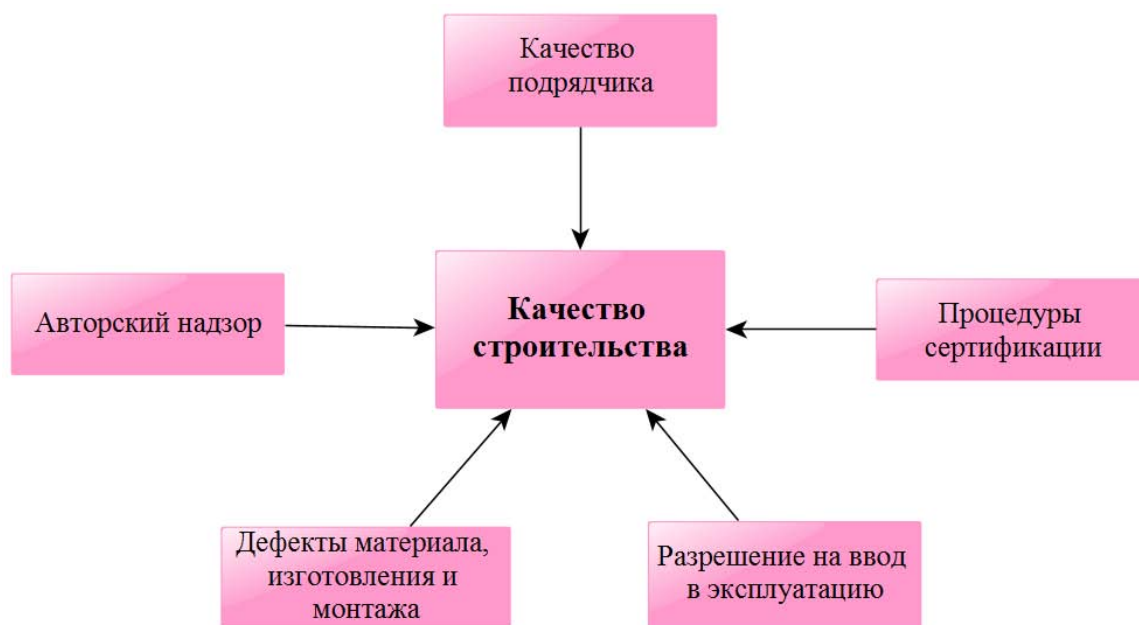 Качество
подрядчика
Авторский надзор
Качество
строительства
Процедуры
сертификации
Дефекты материала,
изготовления и
монтажа
Разрешение на ввод
в эксплуатацию